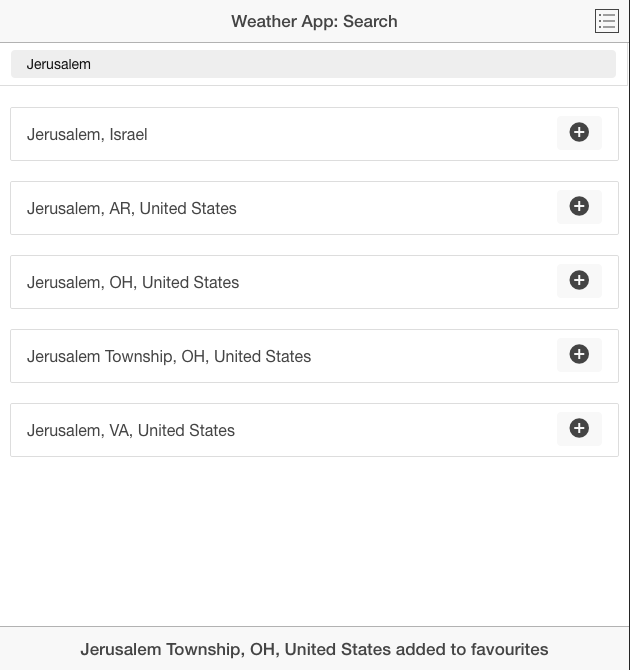 Weather App: Search
Jerusalem
Jerusalem, Israel
Jerusalem, AR, United States
Jerusalem, OH, United States
Jerusalem Township, OH, United States
Jerusalem, VA, United States
Jerusalem Township, OH, United States added to favourites